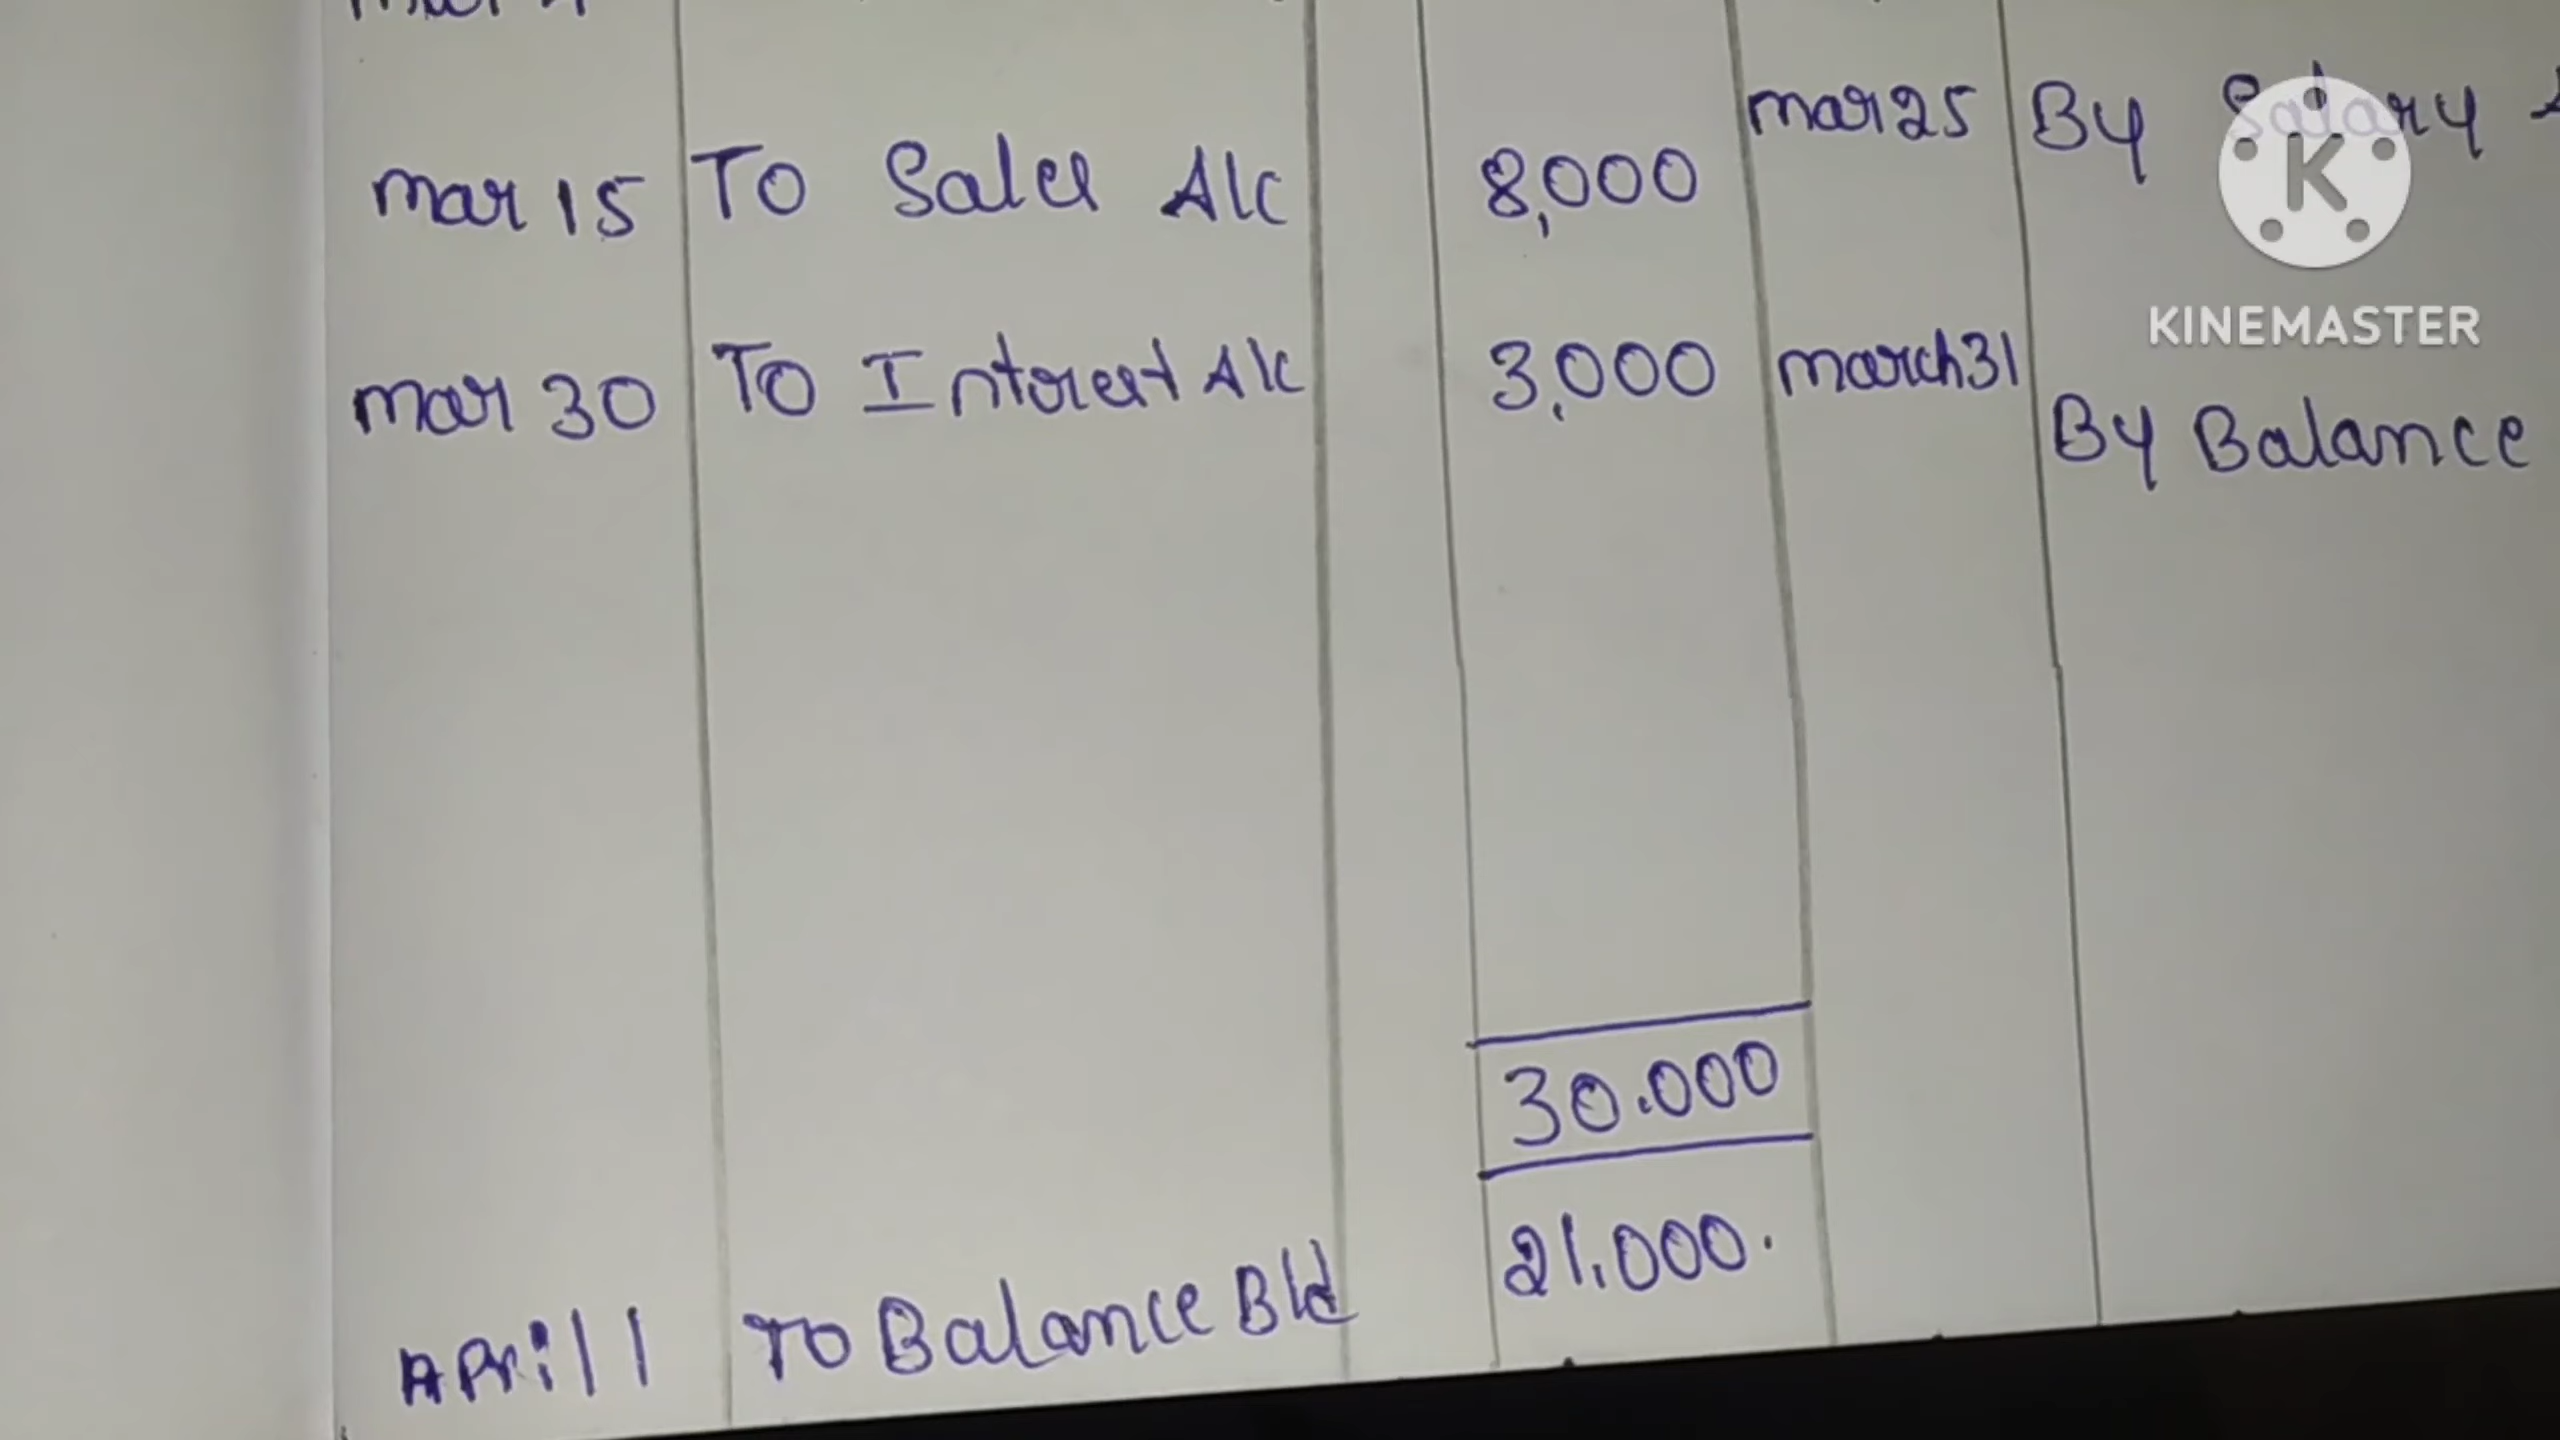 mar 15 To Sales A/c 8,000 mar 25 By Salary
mar 30 To Interest A/c 3,000 march 31
By Balance
30.000
April 1 To Balance B/d 21.000.
KINEMASTER